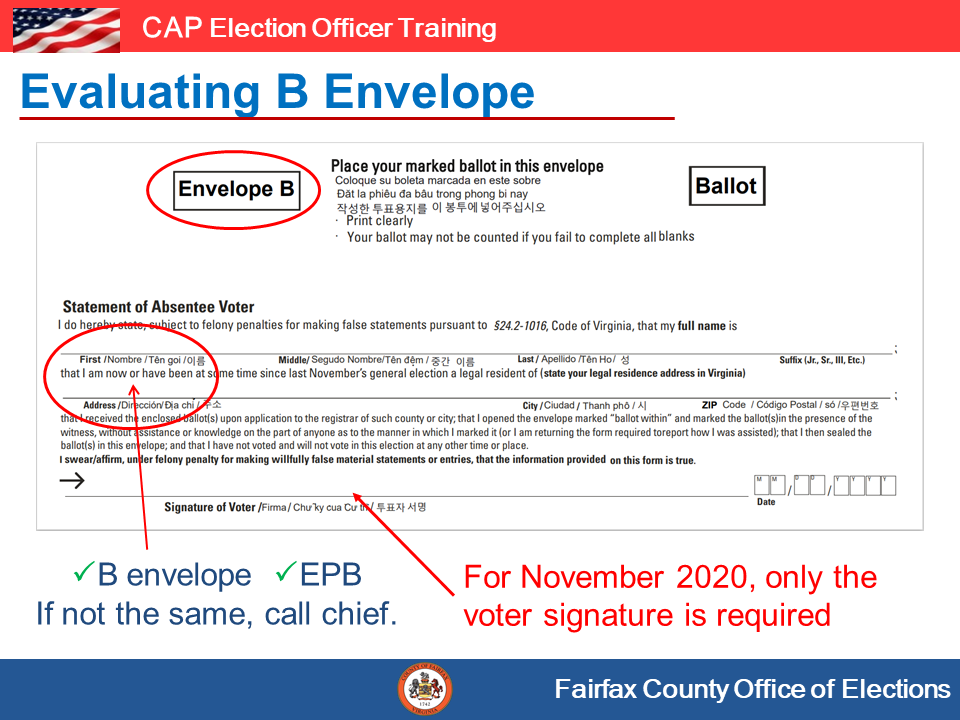 CAP Election Officer Training
Evaluating B Envelope
Envelope B
Place your marked ballot in this envelope
Coloque su boleta marcada en este sobre
Đăt la phiêu đa bâu trong phong bi nay
작성한 투표용지를 이 봉투에 넣어주십시오
· Print clearly
· Your ballot may not be counted if you fail to complete all blanks
Ballot
Statement of Absentee Voter
I do hereby state, subject to felony penalties for making false statements pursuant to §24.2-1016, Code of Virginia, that my full name is
;
First / Nombre / Tên gọi / 이름 Middle/ Segudo Nombre/Tên đệm / 중간 이름 Last / Apellido /Tên Ho / 성 Suffix (Jr., Sr., III, Etc.)
that I am now or have been at some time since last November's general election a legal resident of (state your legal residence address in Virginia)
;
Address /Dirección/Địa chỉ / 주소 City /Ciudad / Thanh phô / 시 ZIP Code / Código Postal / só /우편번호
that I received the enclosed ballot(s) upon application to the registrar of such county or city; that I opened the envelope marked "ballot within" and marked the ballot(s)in the presence of the
witness, without assistance or knowledge on the part of anyone as to the manner in which I marked it (or I am returning the form required toreport how I was assisted); that I then sealed the
ballot(s) in this envelope; and that I have not voted and will not vote in this election at any other time or place.
I swear/affirm, under felony penalty for making willfully false material statements or entries, that the information provided on this form is true.
M M / D D / Y Y Y Y
Signature of Voter /Firma / Chư ̃ky cua Cư tri / 투표자 서명 Date
✓B envelope ✓EPB
If not the same, call chief.
For November 2020, only the
voter signature is required
Fairfax County Office of Elections